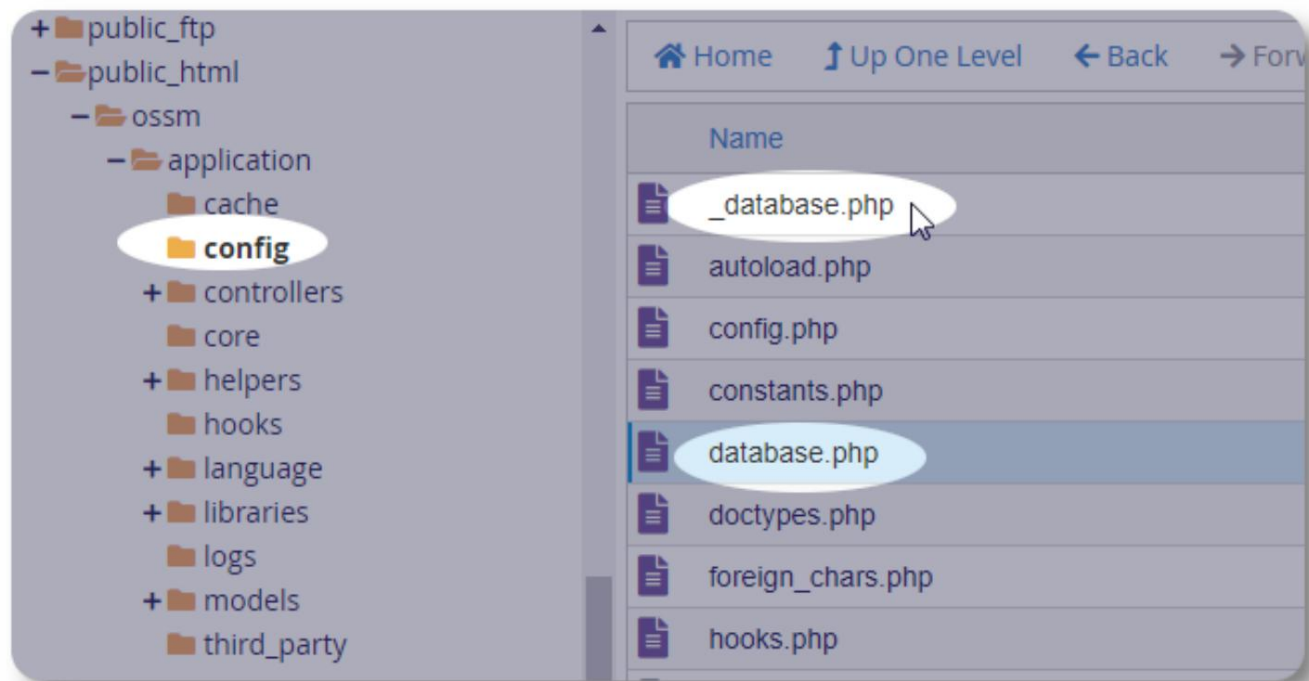 public_ftp
public_html
ossm
application
cache
config
controllers
core
helpers
hooks
language
libraries
logs
models
third_party
Home Up One Level Back Forv
Name
_database.php
autoload.php
config.php
constants.php
database.php
doctypes.php
foreign_chars.php
hooks.php